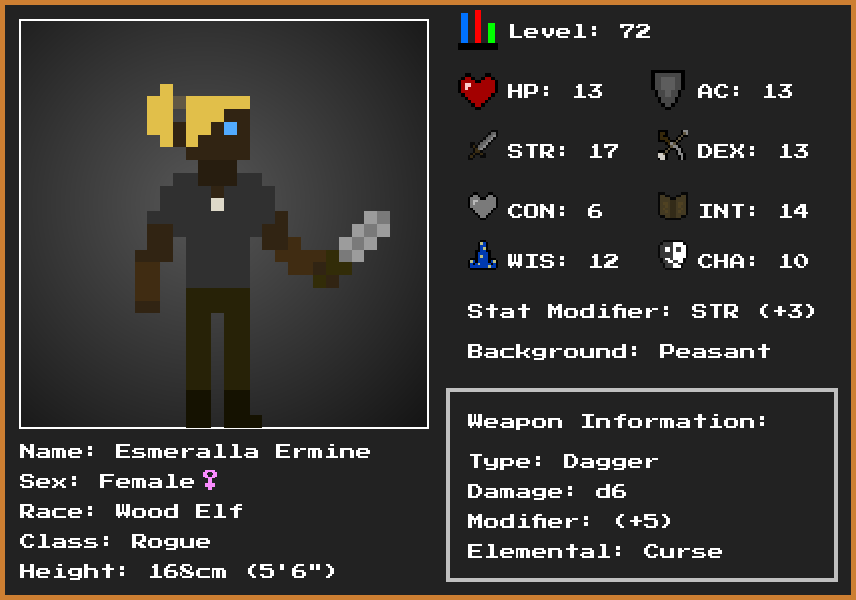 Level: 72
HP: 13 AC: 13
STR: 17 DEX: 13
CON: 6 INT: 14
WIS: 12 CHA: 10
Stat Modifier: STR (+3)
Background: Peasant
Weapon Information:
Type: Dagger
Damage: d6
Modifier: (+5)
Elemental: Curse
Name: Esmeralla Ermine
Sex: Female♀
Race: Wood Elf
Class: Rogue
Height: 168cm (5'6")